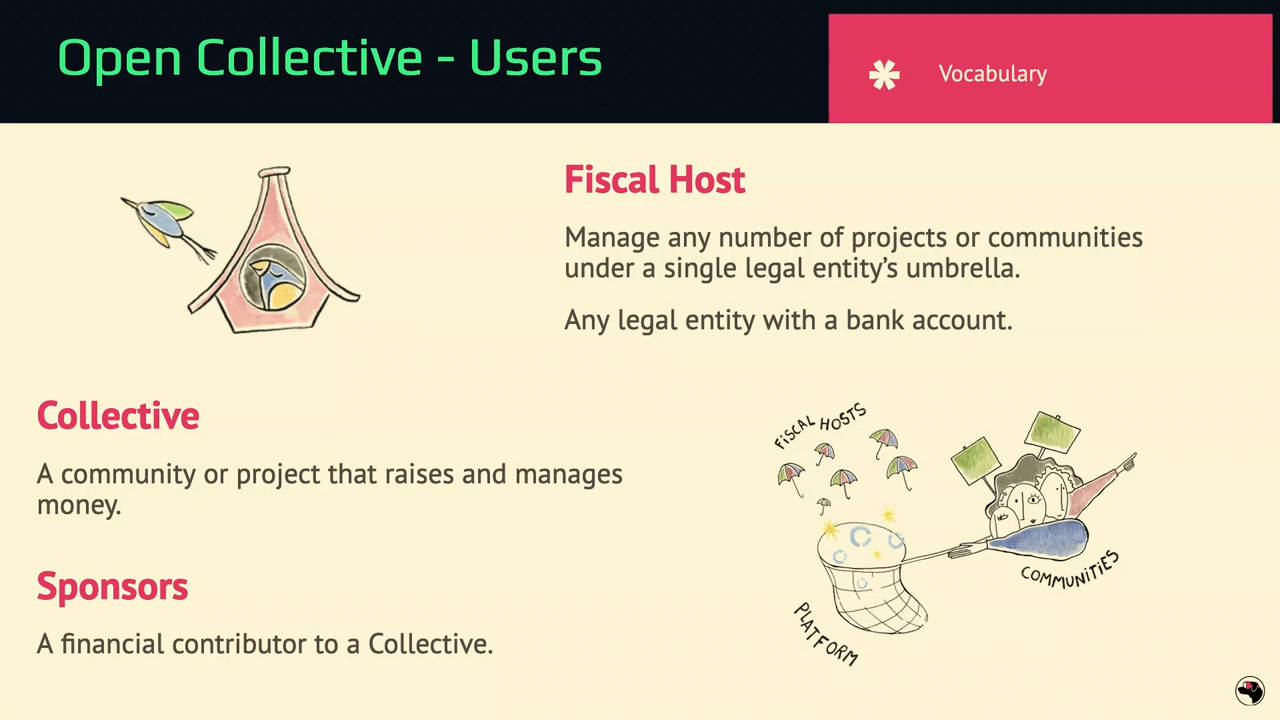 Open Collective - Users
Vocabulary
Fiscal Host
Manage any number of projects or communities
under a single legal entity’s umbrella.
Any legal entity with a bank account.
Collective
A community or project that raises and manages
money.
Sponsors
A financial contributor to a Collective.
FiSCAL HOSTS
COMMUNiTiES
PLATFORM